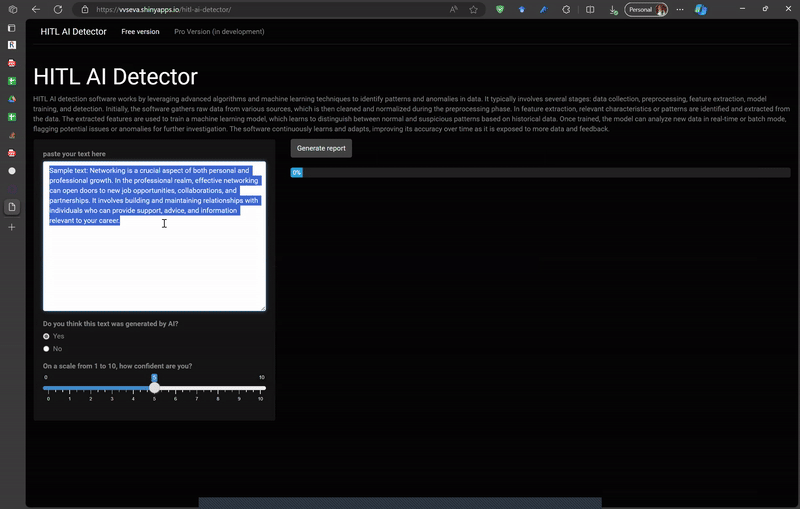 https://vvseva.shinyapps.io/hitl-ai-detector/
Personal
HITL AI Detector
Free version
Pro Version (in development)
HITL AI Detector
HITL AI detection software works by leveraging advanced algorithms and machine learning techniques to identify patterns and anomalies in data. It typically involves several stages: data collection, preprocessing, feature extraction, model
training, and detection. Initially, the software gathers raw data from various sources, which is then cleaned and normalized during the preprocessing phase. In feature extraction, relevant characteristics or patterns are identified and extracted from
the data. The extracted features are used to train a machine learning model, which learns to distinguish between normal and suspicious patterns based on historical data. Once trained, the model can analyze new data in real-time or batch mode,
flagging potential issues or anomalies for further investigation. The software continuously learns and adapts, improving its accuracy over time as it is exposed to more data and feedback.
paste your text here
Sample text: Networking is a crucial aspect of both personal and
professional growth. In the professional realm, effective networking
can open doors to new job opportunities, collaborations, and
partnerships. It involves building and maintaining relationships with
individuals who can provide support, advice, and information
relevant to your career.
Generate report
0%
Do you think this text was generated by AI?
Yes
No
On a scale from 1 to 10, how confident are you?
0 5 10
0 1 2 3 4 5 6 7 8 9 10